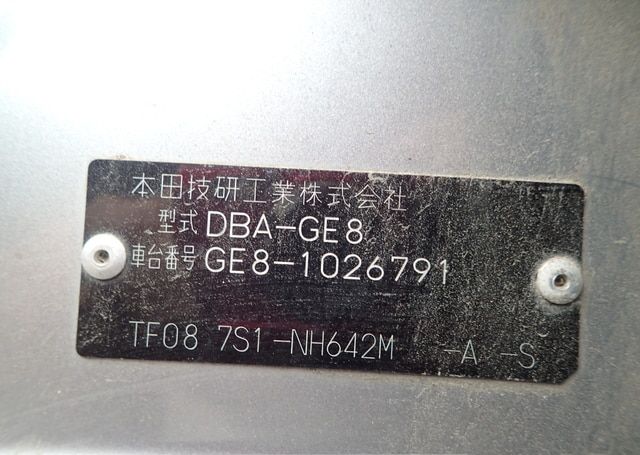 本田技研工業株式会社
型式 DBA-GE8
車台番号 GE8-1026791
TF08 7S1-NH642M -A -S